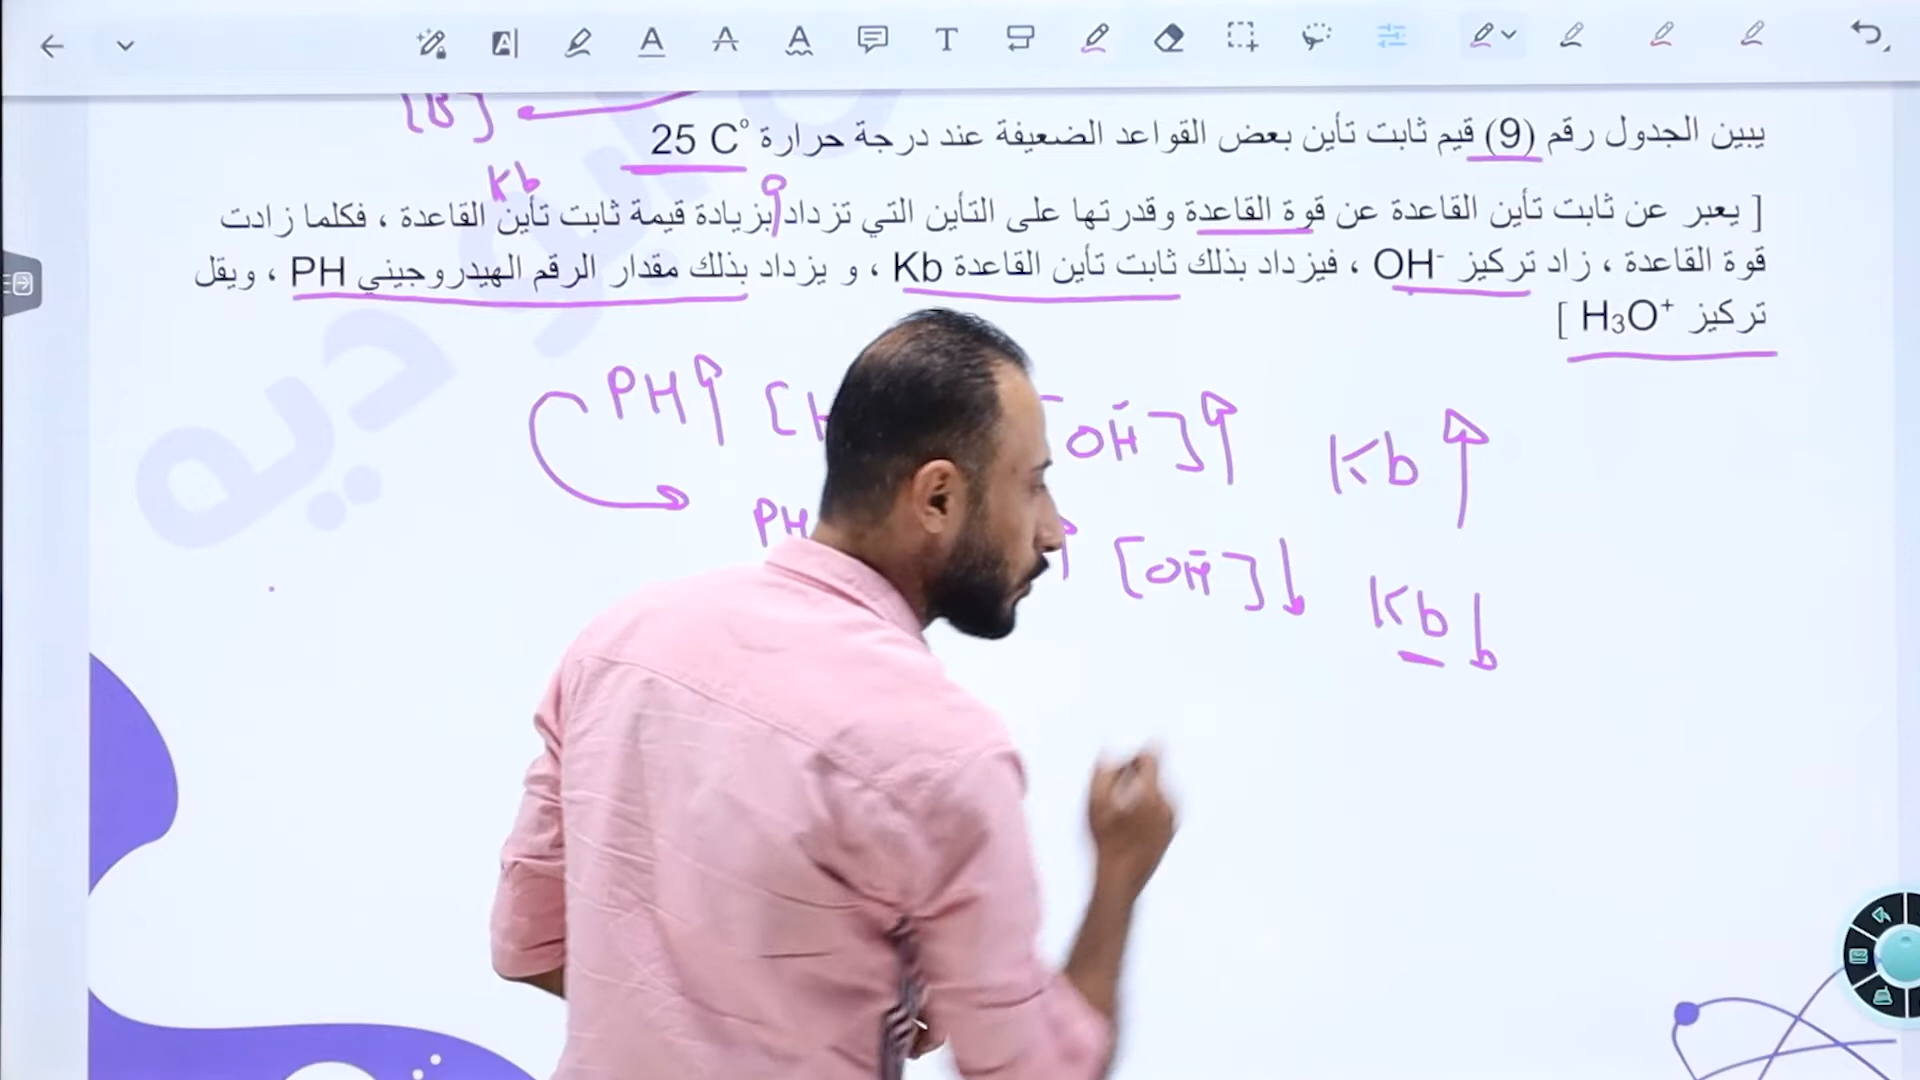 [B]
يبين الجدول رقم (9) قيم ثابت تأين بعض القواعد الضعيفة عند درجة حرارة 25 C°
Kb
[ يعبر عن ثابت تأين القاعدة عن قوة القاعدة وقدرتها على التأين التي تزداد بزيادة قيمة ثابت تأين القاعدة ، فكلما زادت
قوة القاعدة ، زاد تركيز OH- ، فيزداد بذلك ثابت تأين القاعدة Kb ، و يزداد بذلك مقدار الرقم الهيدروجيني PH ، ويقل
تركيز H3O+ ]
PH↑ [H OH-]↑ Kb↑
PH ↑ [OH-]↓ Kb↓
ديه